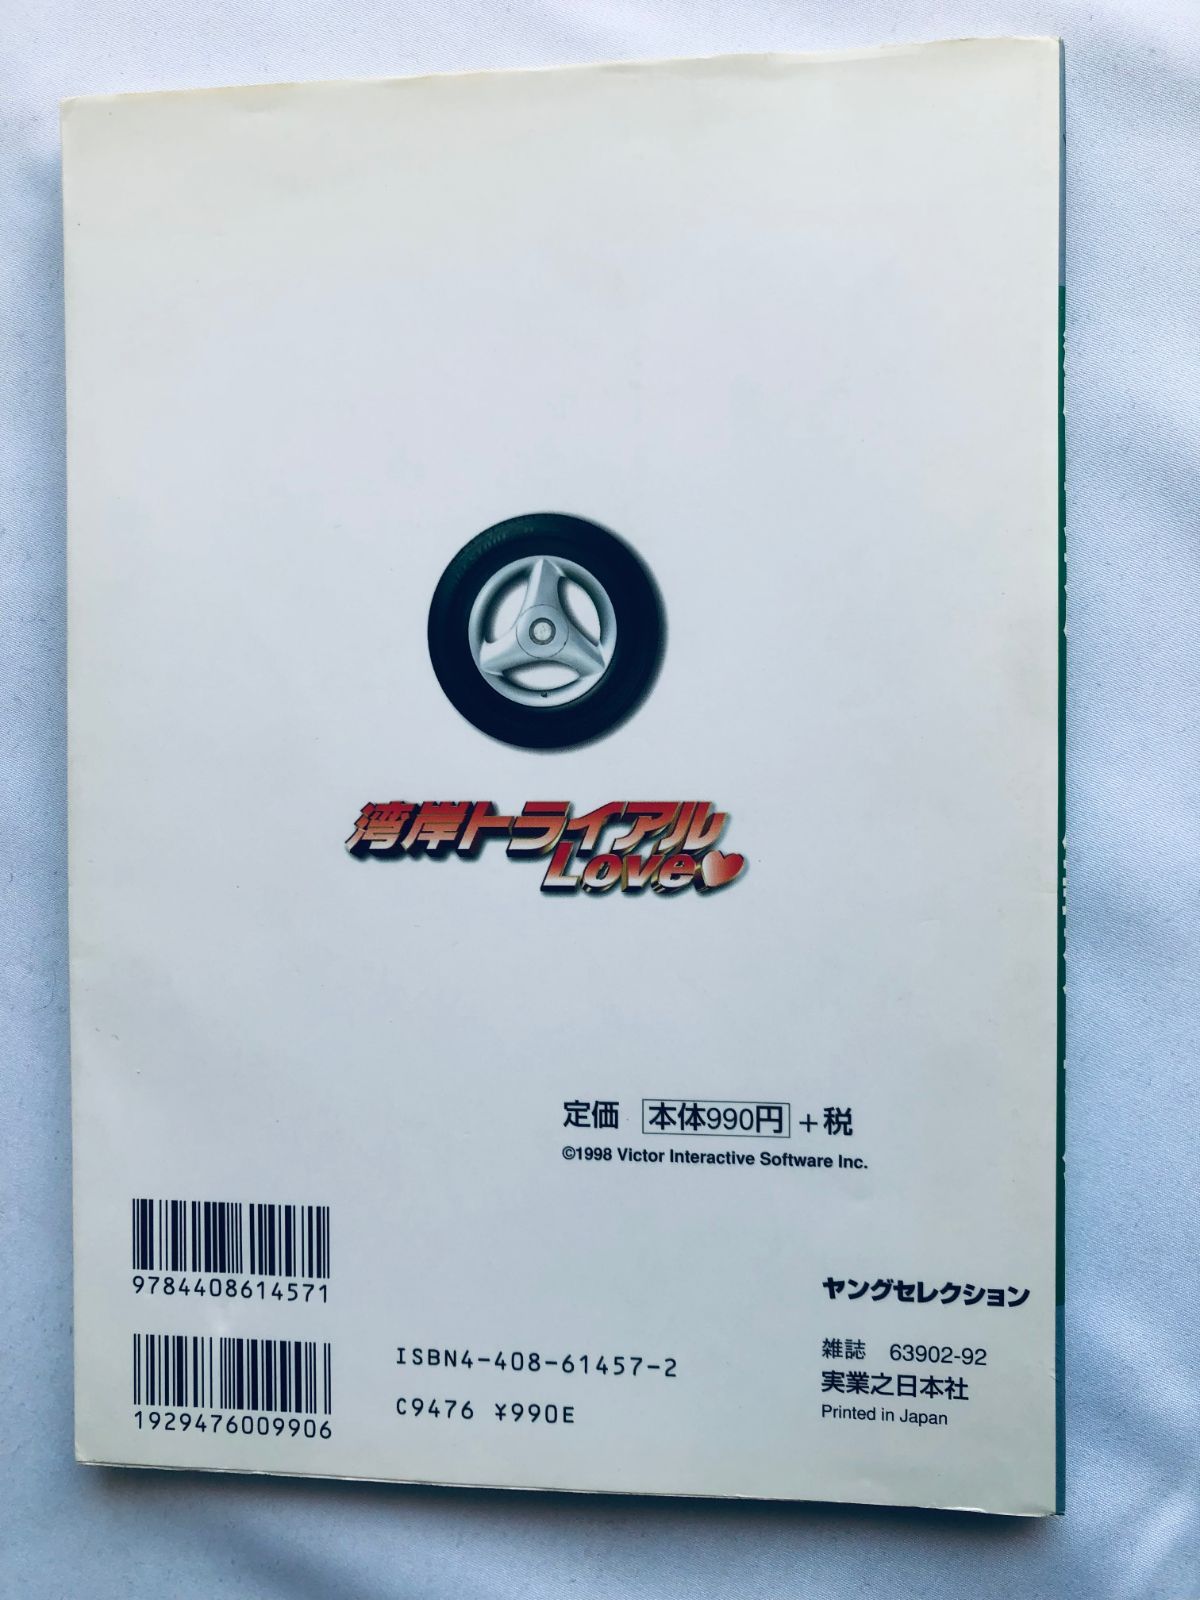 湾岸トライアル
Love♥
定価 本体990円 +税
©1998 Victor Interactive Software Inc.
9784408614571
1929476009906
ISBN4-408-61457-2
C9476 ¥990E
ヤングセレクション
雑誌 63902-92
実業之日本社
Printed in Japan